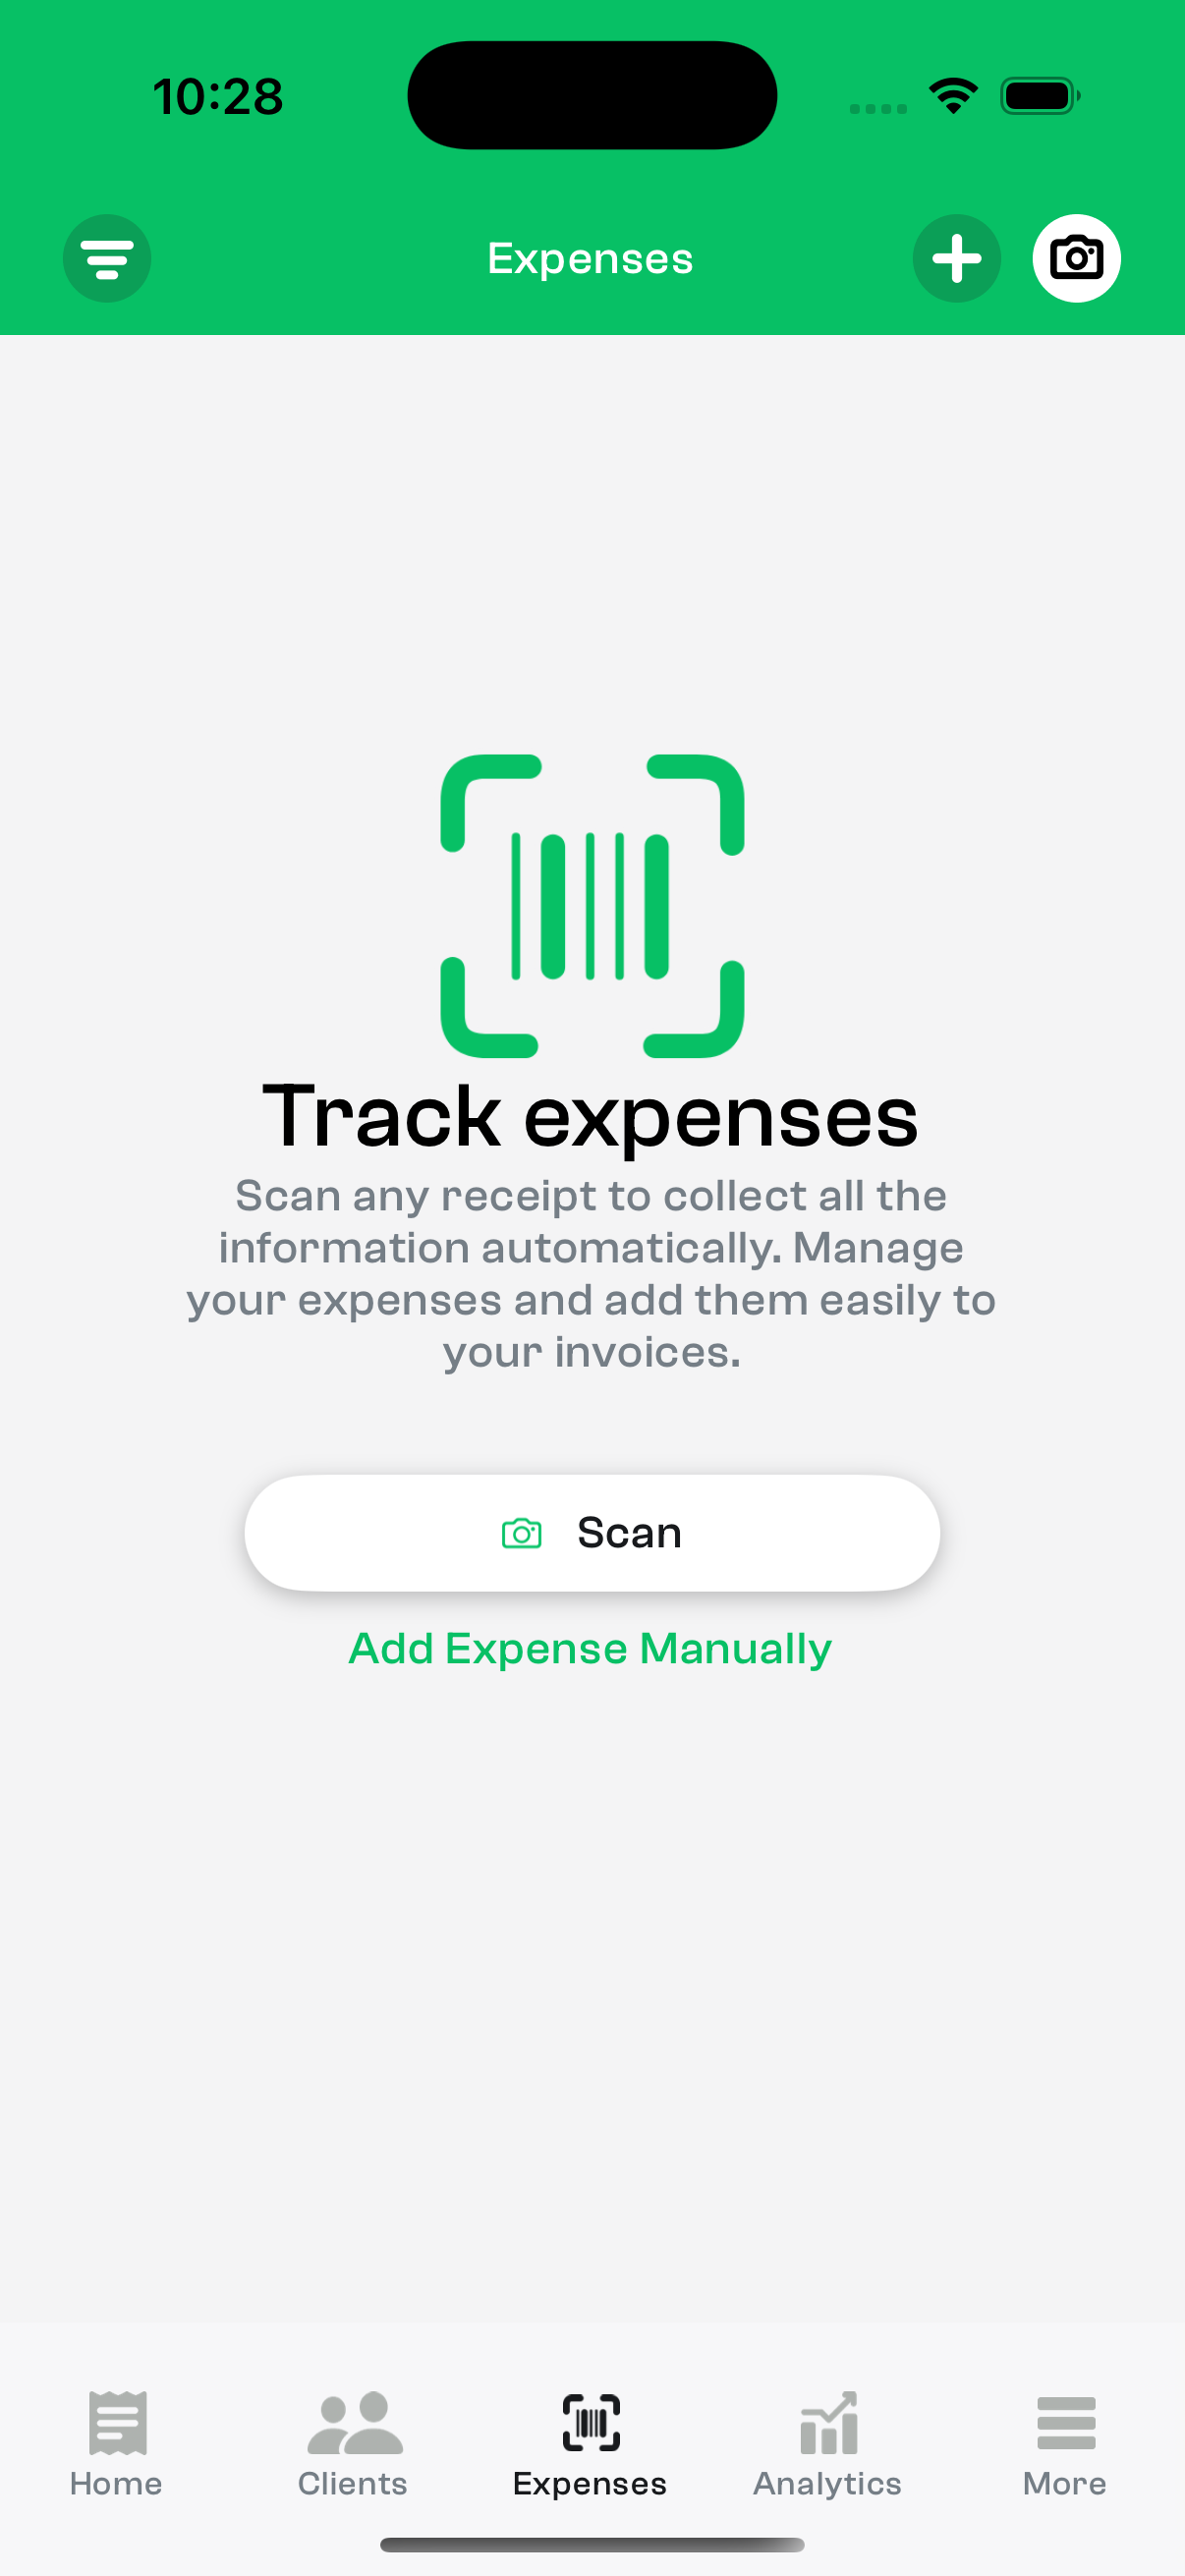 10:28
Expenses
Track expenses
Scan any receipt to collect all the
information automatically. Manage
your expenses and add them easily to
your invoices.
Scan
Add Expense Manually
Home
Clients
Expenses
Analytics
More